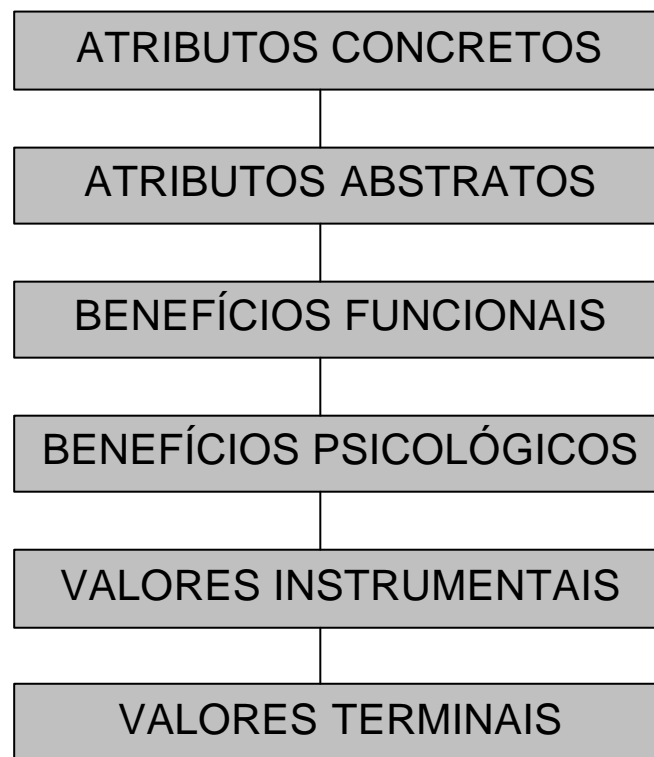 ATRIBUTOS CONCRETOS
ATRIBUTOS ABSTRATOS
BENEFÍCIOS FUNCIONAIS
BENEFÍCIOS PSICOLÓGICOS
VALORES INSTRUMENTAIS
VALORES TERMINAIS